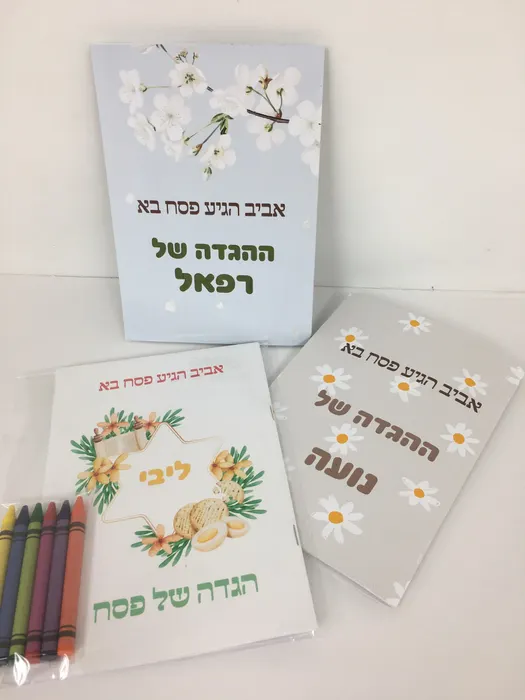 אביב הגיע פסח בא
ההגדה של
רפאל
אביב הגיע פסח בא
ההגדה של
נועה
אביב הגיע פסח בא
ליבי
הגדה של פסח